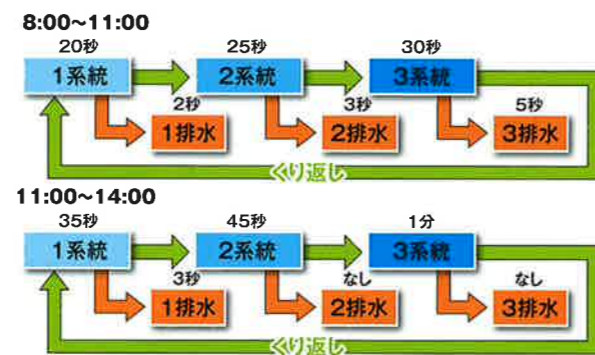 8:00~11:00
20秒 25秒 30秒
1系統 2系統 3系統
2秒 3秒 5秒
1排水 2排水 3排水
くり返し
11:00~14:00
35秒 45秒 1分
1系統 2系統 3系統
3秒 なし なし
1排水 2排水 3排水
くり返し